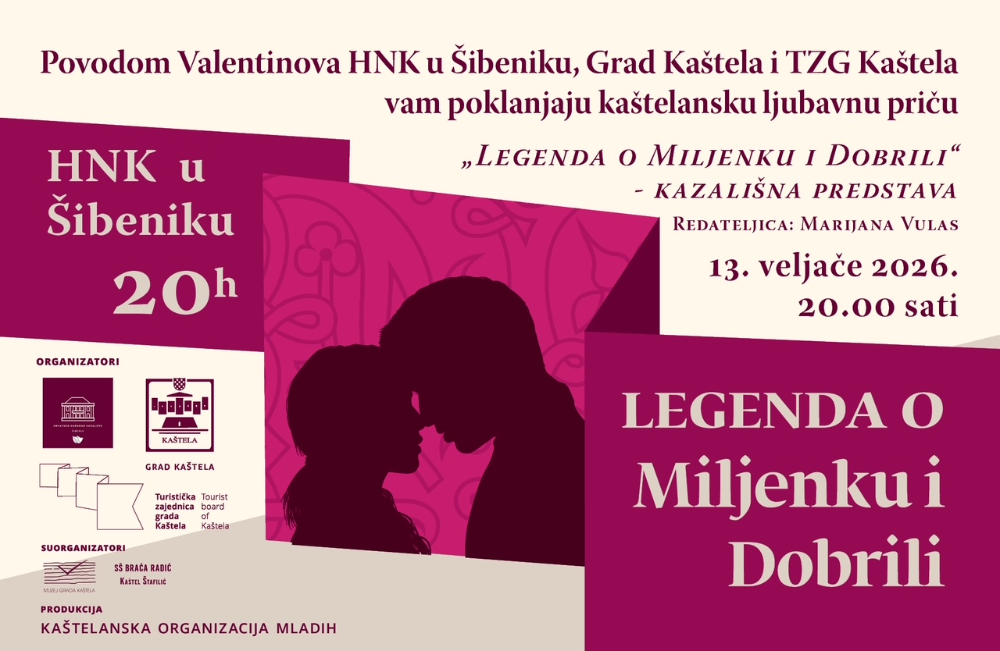 Povodom Valentinova HNK u Šibeniku, Grad Kaštela i TZG Kaštela
vam poklanjaju kaštelansku ljubavnu priču
„Legenda o Miljenku i Dobrili“
- kazališna predstava
Redateljica: Marijana Vulas
13. veljače 2026.
20.00 sati
HNK u
Šibeniku
20h
LEGENDA O
Miljenku i
Dobrili
ORGANIZATORI
HRVATSKO NARODNO KAZALIŠTE
ŠIBENIK
KAŠTELA
GRAD KAŠTELA
Turistička zajednica grada Kaštela
Tourist board of Kaštela
SUORGANIZATORI
MUZEJ GRADA KAŠTELA
SŠ BRAĆA RADIĆ
Kaštel Štafilić
PRODUKCIJA
KAŠTELANSKA ORGANIZACIJA MLADIH